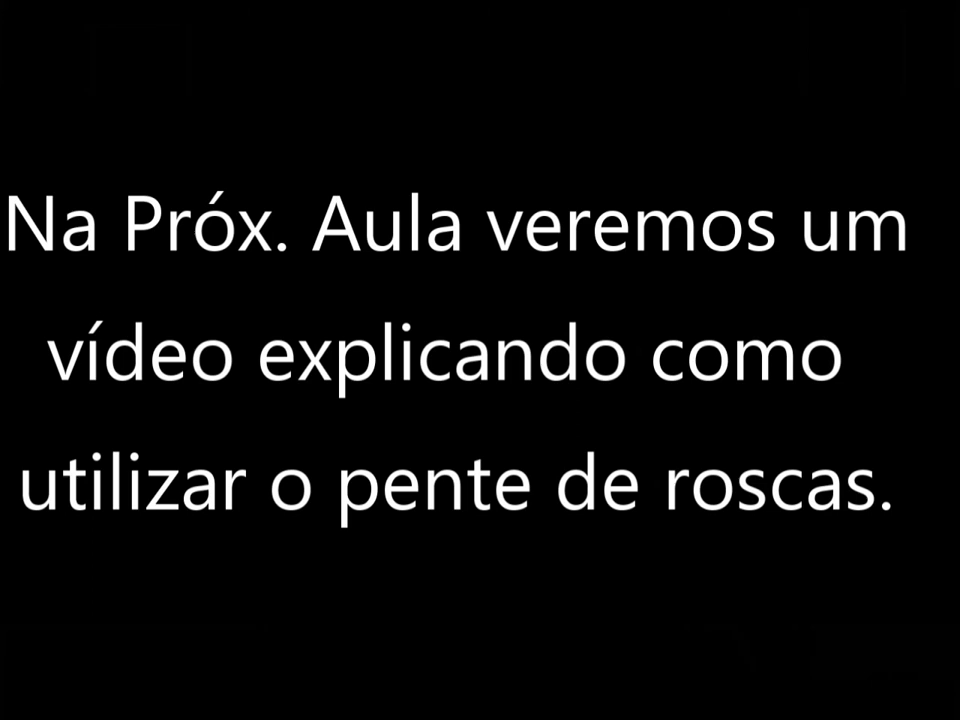 Na Próx. Aula veremos um
vídeo explicando como
utilizar o pente de roscas.